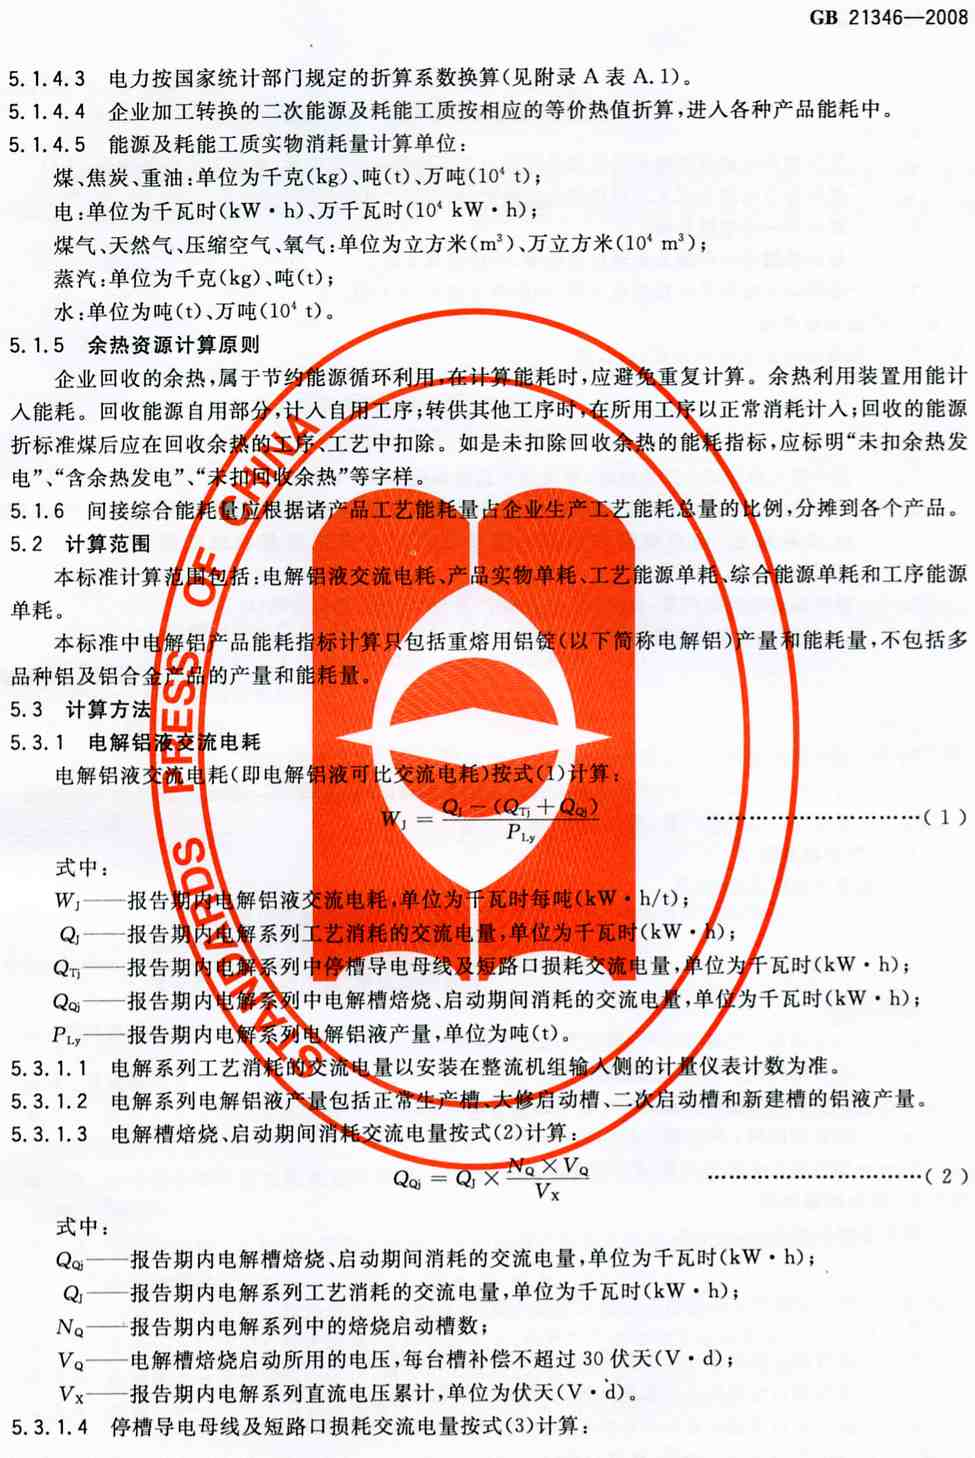 GB 21346—2008
5.1.4.3 电力按国家统计部门规定的折算系数换算(见附录 A 表 A.1)。
5.1.4.4 企业加工转换的二次能源及耗能工质按相应的等价热值折算,进入各种产品能耗中。
5.1.4.5 能源及耗能工质实物消耗量计算单位:
煤、焦炭、重油:单位为千克(kg)、吨(t)、万吨(10⁴ t);
电:单位为千瓦时(kW·h)、万千瓦时(10⁴ kW·h);
煤气、天然气、压缩空气、氧气:单位为立方米(m³)、万立方米(10⁴ m³);
蒸汽:单位为千克(kg)、吨(t);
水:单位为吨(t)、万吨(10⁴ t)。
5.1.5 余热资源计算原则
企业回收的余热,属于节约能源循环利用,在计算能耗时,应避免重复计算。余热利用装置用能计
入能耗。回收能源自用部分,计入自用工序;转供其他工序时,在所用工序以正常消耗计入;回收的能源
折标准煤后应在回收余热的工序、工艺中扣除。如是未扣除回收余热的能耗指标,应标明“未扣余热发
电”、“含余热发电”、“未扣回收余热”等字样。
5.1.6 间接综合能耗量应根据诸产品工艺能耗量占企业生产工艺能耗总量的比例,分摊到各个产品。
5.2 计算范围
本标准计算范围包括:电解铝液交流电耗、产品实物单耗、工艺能源单耗、综合能源单耗和工序能源
单耗。
本标准中电解铝产品能耗指标计算只包括重熔用铝锭(以下简称电解铝)产量和能耗量,不包括多
品种铝及铝合金产品的产量和能耗量。
5.3 计算方法
5.3.1 电解铝液交流电耗
电解铝液交流电耗(即电解铝液可比交流电耗)按式(1)计算:
W_J = (Q_J − (Q_Tj + Q_Qj)) / P_Ly …………………………(1)
式中:
W_J——报告期内电解铝液交流电耗,单位为千瓦时每吨(kW·h/t);
Q_J——报告期内电解系列工艺消耗的交流电量,单位为千瓦时(kW·h);
Q_Tj——报告期内电解系列中停槽导电母线及短路口损耗交流电量,单位为千瓦时(kW·h);
Q_Qj——报告期内电解系列中电解槽焙烧、启动期间消耗的交流电量,单位为千瓦时(kW·h);
P_Ly——报告期内电解系列电解铝液产量,单位为吨(t)。
5.3.1.1 电解系列工艺消耗的交流电量以安装在整流机组输入侧的计量仪表计数为准。
5.3.1.2 电解系列电解铝液产量包括正常生产槽、大修启动槽、二次启动槽和新建槽的铝液产量。
5.3.1.3 电解槽焙烧、启动期间消耗交流电量按式(2)计算:
Q_Qj = Q_J × (N_Q × V_Q) / V_X …………………………(2)
式中:
Q_Qj——报告期内电解槽焙烧、启动期间消耗的交流电量,单位为千瓦时(kW·h);
Q_J——报告期内电解系列工艺消耗的交流电量,单位为千瓦时(kW·h);
N_Q——报告期内电解系列中的焙烧启动槽数;
V_Q——电解槽焙烧启动所用的电压,每台槽补偿不超过 30 伏天(V·d);
V_X——报告期内电解系列直流电压累计,单位为伏天(V·d)。
5.3.1.4 停槽导电母线及短路口损耗交流电量按式(3)计算:
STANDARDS PRESS OF CHINA